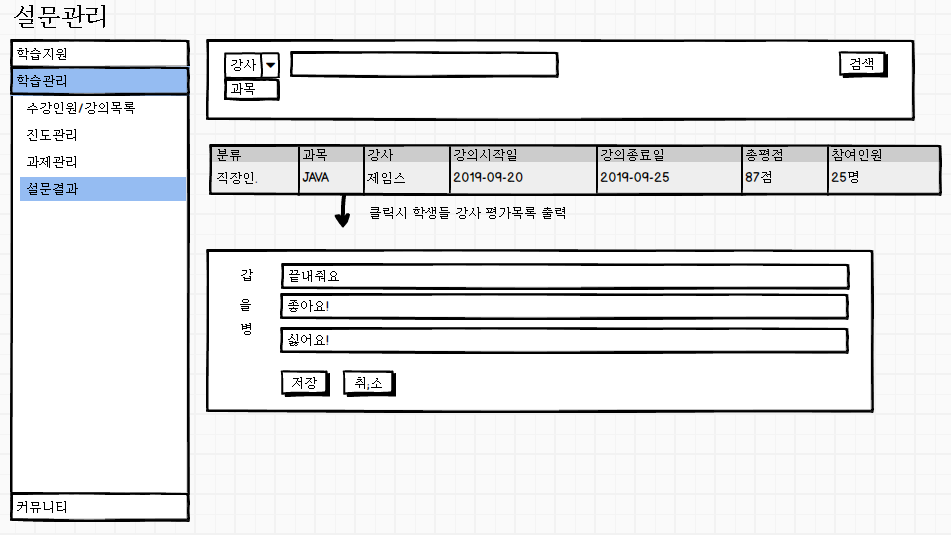 설문관리
학습지원
학습관리
수강인원/강의목록
진도관리
과제관리
설문결과
커뮤니티
강사
과목
검색
분류 과목 강사 강의시작일 강의종료일 총평점 참여인원
직장인. JAVA 제임스 2019-09-20 2019-09-25 87점 25명
클릭시 학생들 강사 평가목록 출력
갑 끝내줘요
을 좋아요!
병 싫어요!
저장 취;소